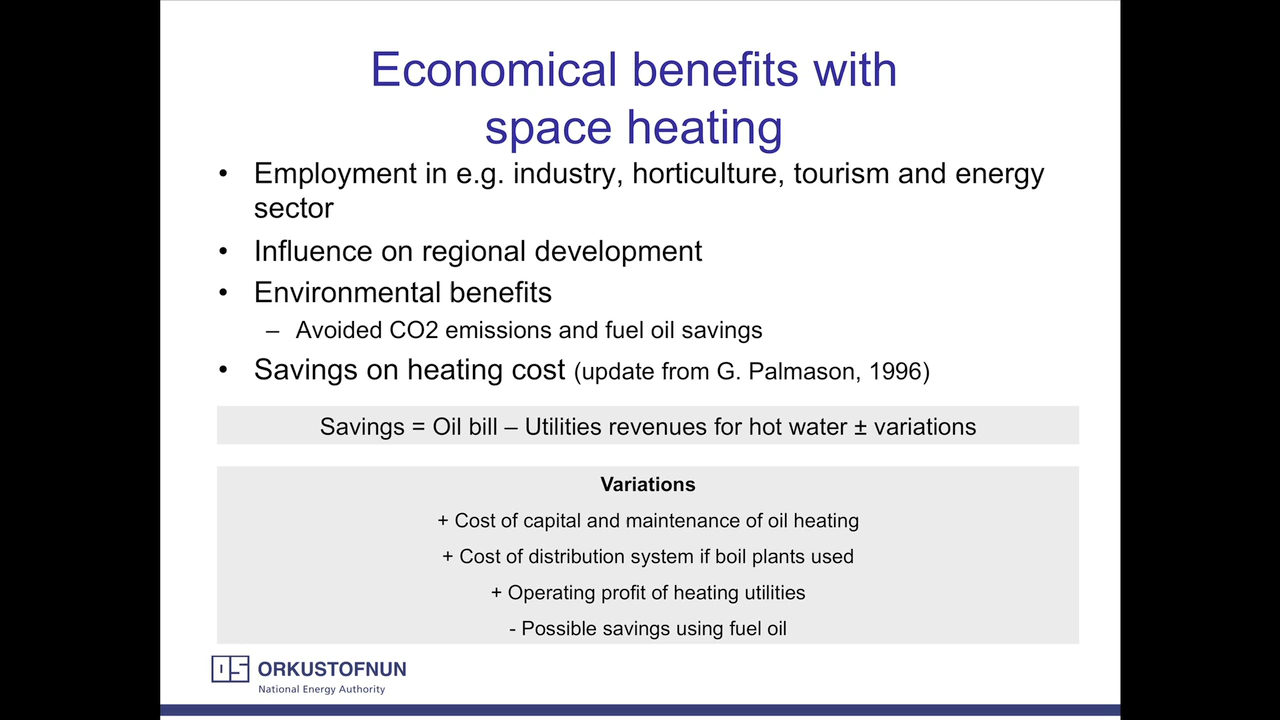 Economical benefits with
space heating
• Employment in e.g. industry, horticulture, tourism and energy
sector
• Influence on regional development
• Environmental benefits
– Avoided CO2 emissions and fuel oil savings
• Savings on heating cost (update from G. Palmason, 1996)
Savings = Oil bill – Utilities revenues for hot water ± variations
Variations
+ Cost of capital and maintenance of oil heating
+ Cost of distribution system if boil plants used
+ Operating profit of heating utilities
- Possible savings using fuel oil
OS ORKUSTOFNUN
National Energy Authority